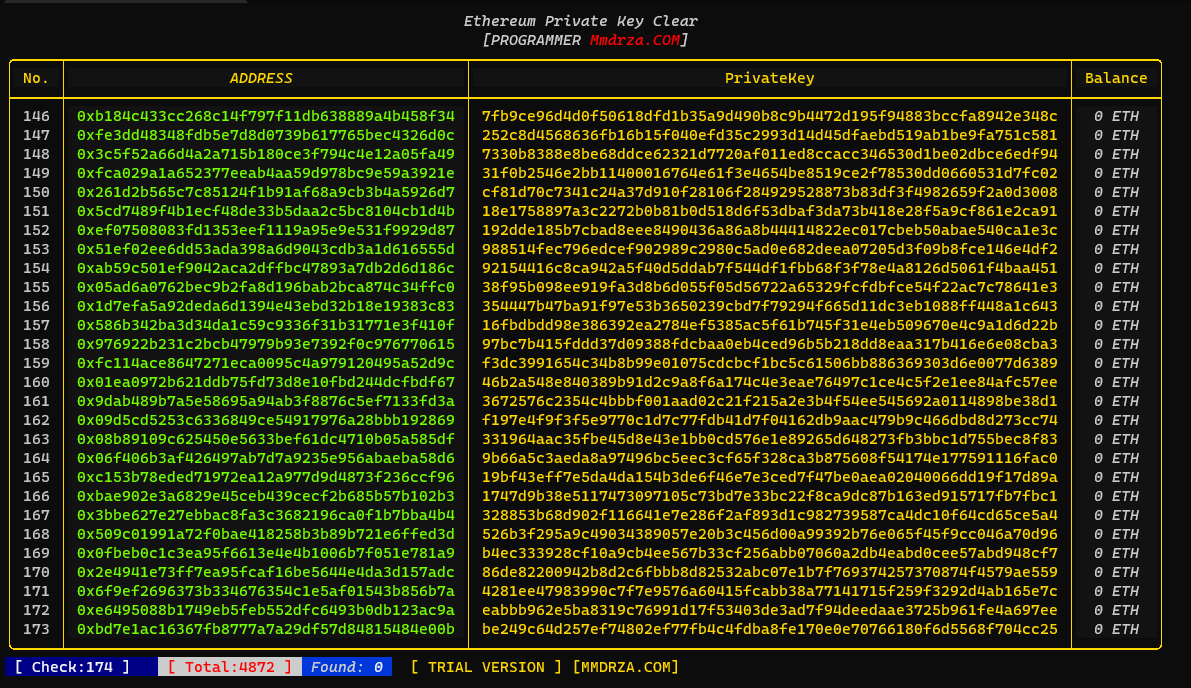 Ethereum Private Key Clear
[PROGRAMMER Mmdrza.COM]
No. ADDRESS PrivateKey Balance
146 0xb184c433cc268c14f797f11db638889a4b458f34 7fb9ce96d4d0f50618dfd1b35a9d490b8c9b4472d195f94883bccfa8942e348c 0 ETH
147 0xfe3dd48348fdb5e7d8d0739b617765bec4326d0c 252c8d4568636fb16b15f040efd35c2993d14d45dfaebd519ab1be9fa751c581 0 ETH
148 0x3c5f52a66d4a2a715b180ce3f794c4e12a05fa49 7330b8388e8be68ddce62321d7720af011ed8ccacc346530d1be02dbce6edf94 0 ETH
149 0xfca029a1a652377eeab4aa59d978bc9e59a3921e 31f0b2546e2bb11400016764e61f3e4654be8519ce2f78530dd0660531d7fc02 0 ETH
150 0x261d2b565c7c85124f1b91af68a9cb3b4a5926d7 cf81d70c7341c24a37d910f28106f284929528873b83df3f4982659f2a0d3008 0 ETH
151 0x5cd7489f4b1ecf48de33b5daa2c5bc8104cb1d4b 18e1758897a3c2272b0b81b0d518d6f53dbaf3da73b418e28f5a9cf861e2ca91 0 ETH
152 0xef07508083fd1353eef1119a95e9e531f9929d87 192dde185b7cbad8eee8490436a86a8b44414822ec017cbeb50abae540ca1e3c 0 ETH
153 0x51ef02ee6dd53ada398a6d9043cdb3a1d616555d 988514fec796edcef902989c2980c5ad0e682deea07205d3f09b8fce146e4df2 0 ETH
154 0xab59c501ef9042aca2dffbc47893a7db2d6d186c 92154416c8ca942a5f40d5ddab7f544df1fbb68f3f78e4a8126d5061f4baa451 0 ETH
155 0x05ad6a0762bec9b2fa8d196bab2bca874c34ffc0 38f95b098ee919fa3d8b6d055f05d56722a65329fcfdbfce54f22ac7c78641e3 0 ETH
156 0x1d7efa5a92deda6d1394e43ebd32b18e19383c83 354447b47ba91f97e53b3650239cbd7f79294f665d11dc3eb1088ff448a1c643 0 ETH
157 0x586b342ba3d34da1c59c9336f31b31771e3f410f 16fbdbdd98e386392ea2784ef5385ac5f61b745f31e4eb509670e4c9a1d6d22b 0 ETH
158 0x976922b231c2bcb47979b93e7392f0c976770615 97bc7b415fddd37d09388fdcbaa0eb4ced96b5b218dd8eaa317b416e6e08cba3 0 ETH
159 0xfc114ace8647271eca0095c4a979120495a52d9c f3dc3991654c34b8b99e01075cdcbcf1bc5c61506bb886369303d6e0077d6389 0 ETH
160 0x01ea0972b621ddb75fd73d8e10fbd244dcfbdf67 46b2a548e840389b91d2c9a8f6a174c4e3eae76497c1ce4c5f2e1ee84afc57ee 0 ETH
161 0x9dab489b7a5e58695a94ab3f8876c5ef7133fd3a 3672576c2354c4bbbf001aad02c21f215a2e3b4f54ee545692a0114898be38d1 0 ETH
162 0x09d5cd5253c6336849ce54917976a28bbb192869 f197e4f9f3f5e9770c1d7c77fdb41d7f04162db9aac479b9c466dbd8d273cc74 0 ETH
163 0x08b89109c625450e5633bef61dc4710b05a585df 331964aac35fbe45d8e43e1bb0cd576e1e89265d648273fb3bbc1d755bec8f83 0 ETH
164 0x06f406b3af426497ab7d7a9235e956abaeba58d6 9b66a5c3aeda8a97496bc5eec3cf65f328ca3b875608f54174e177591116fac0 0 ETH
165 0xc153b78eded71972ea12a977d9d4873f236ccf96 19bf43eff7e5da4da154b3de6f46e7e3ced7f47be0aea02040066dd19f17d89a 0 ETH
166 0xbae902e3a6829e45ceb439cecf2b685b57b102b3 1747d9b38e5117473097105c73bd7e33bc22f8ca9dc87b163ed915717fb7fbc1 0 ETH
167 0x3bbe627e27ebbac8fa3c3682196ca0f1b7bba4b4 328853b68d902f116641e7e286f2af893d1c982739587ca4dc10f64cd65ce5a4 0 ETH
168 0x509c01991a72f0bae418258b3b89b721e6ffed3d 526b3f295a9c49034389057e20b3c456d00a99392b76e065f45f9cc046a70d96 0 ETH
169 0x0fbeb0c1c3ea95f6613e4e4b1006b7f051e781a9 b4ec333928cf10a9cb4ee567b33cf256abb07060a2db4eabd0cee57abd948cf7 0 ETH
170 0x2e4941e73ff7ea95fcaf16be5644e4da3d157adc 86de82200942b8d2c6fbbb8d82532abc07e1b7f769374257370874f4579ae559 0 ETH
171 0x6f9ef2696373b334676354c1e5af01543b856b7a 4281ee47983990c7f7e9576a60415fcabb38a77141715f259f3292d4ab165e7c 0 ETH
172 0xe6495088b1749eb5feb552dfc6493b0db123ac9a eabbb962e5ba8319c76991d17f53403de3ad7f94deedaae3725b961fe4a697ee 0 ETH
173 0xbd7e1ac16367fb8777a7a29df57d84815484e00b be249c64d257ef74802ef77fb4c4fdba8fe170e0e70766180f6d5568f704cc25 0 ETH
[ Check:174 ] [ Total:4872 ] Found: 0 [ TRIAL VERSION ] [MMDRZA.COM]